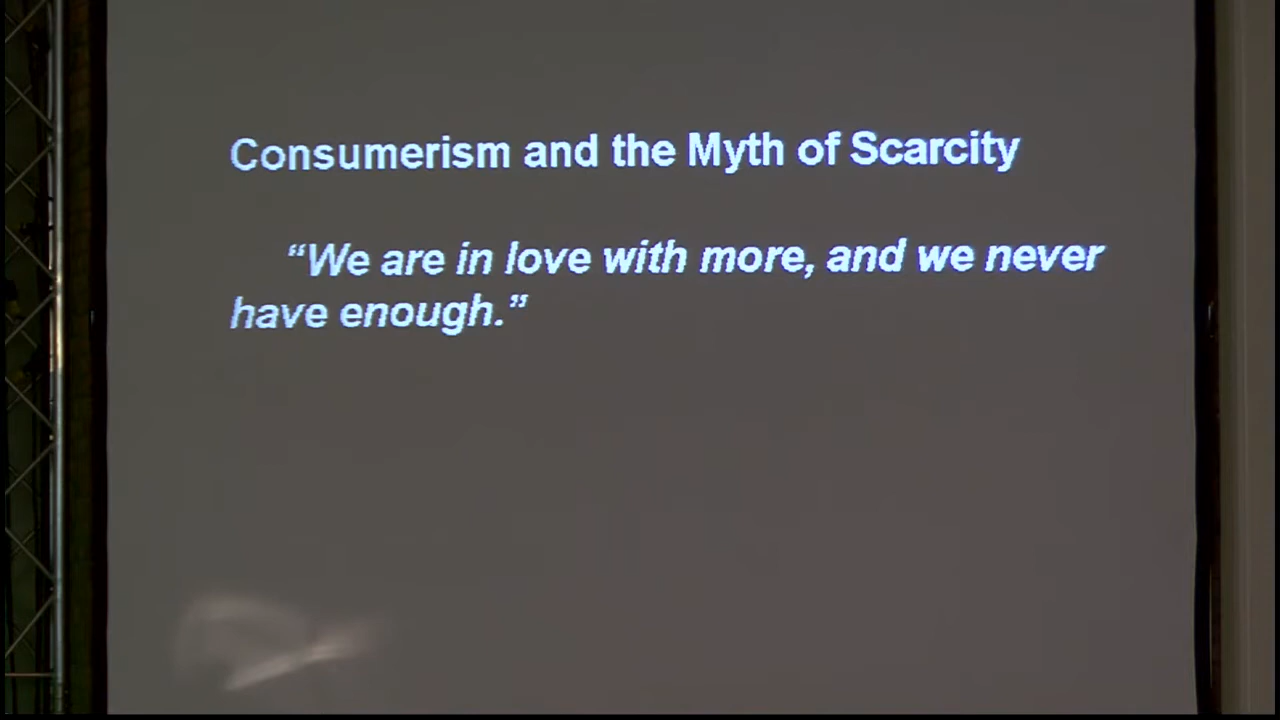 Consumerism and the Myth of Scarcity
“We are in love with more, and we never
have enough.”